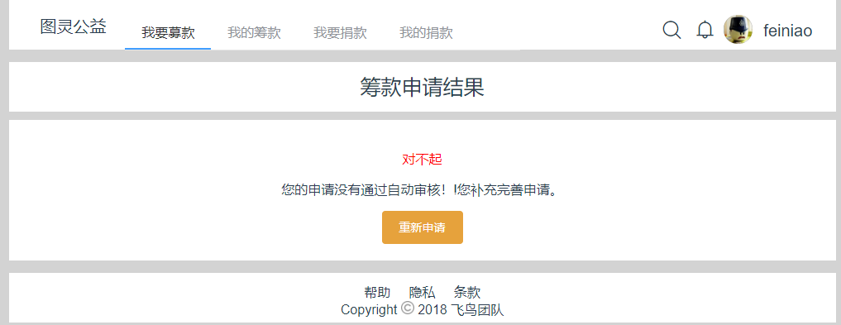 图灵公益 我要募款 我的筹款 我要捐款 我的捐款 feiniao
筹款申请结果
对不起
您的申请没有通过自动审核！!您补充完善申请。
重新申请
帮助 隐私 条款
Copyright © 2018 飞鸟团队